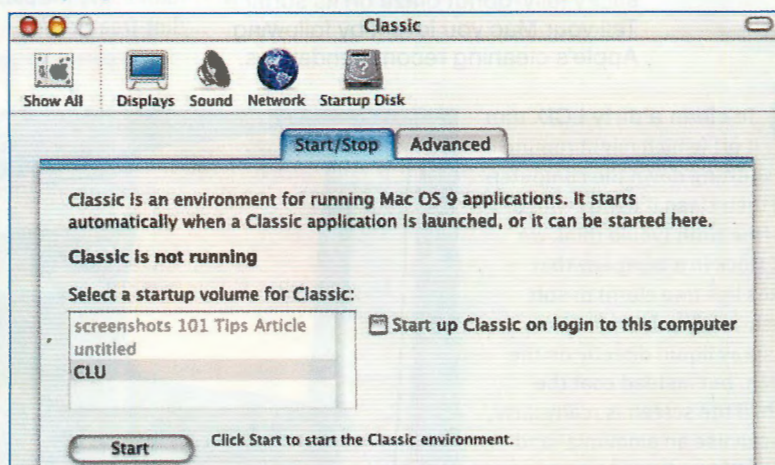 Classic
Show All Displays Sound Network Startup Disk
Start/Stop Advanced
Classic is an environment for running Mac OS 9 applications. It starts
automatically when a Classic application is launched, or it can be started here.
Classic is not running
Select a startup volume for Classic:
screenshots 101 Tips Article
untitled
CLU
Start up Classic on login to this computer
Start
Click Start to start the Classic environment.